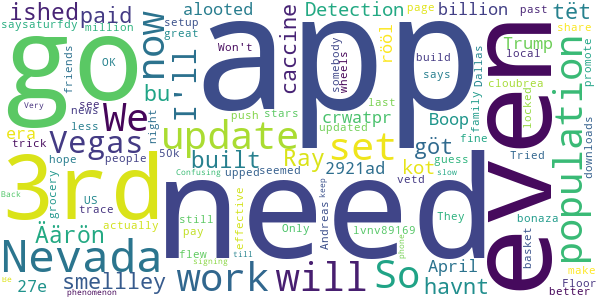 ished
paid
alooted
Detection
billion
past
tët
saysaturfdy
million
setup
great
page
share
go
now
I'll
caccine
app
Won't
somebody
wheels
build
says
rööl
Trump
local
promote
OK
friends
see
news
less
trick
We
bu
even
Vegas
era
night
update
push
stars
last
updated
crwatpr
Boop
family
Dallas
cloubrea
locked
population
downloads
hope
people
50k
built
upped
seemed
Ray
set
göt
fine
guess
Tried
3rd
need
grocery
US
trace
Confusing
2921ad
kot
vetd
slow
Äärön
still
pay
actually
effective
Only
Andreas
keep
1vnv89169
They
Back
Nevada
flew
work
will
So
havnt
April
basket
bonaza
make
Be
27e
smellley
signing
till
phone
Floor
better
Very
phenomenon